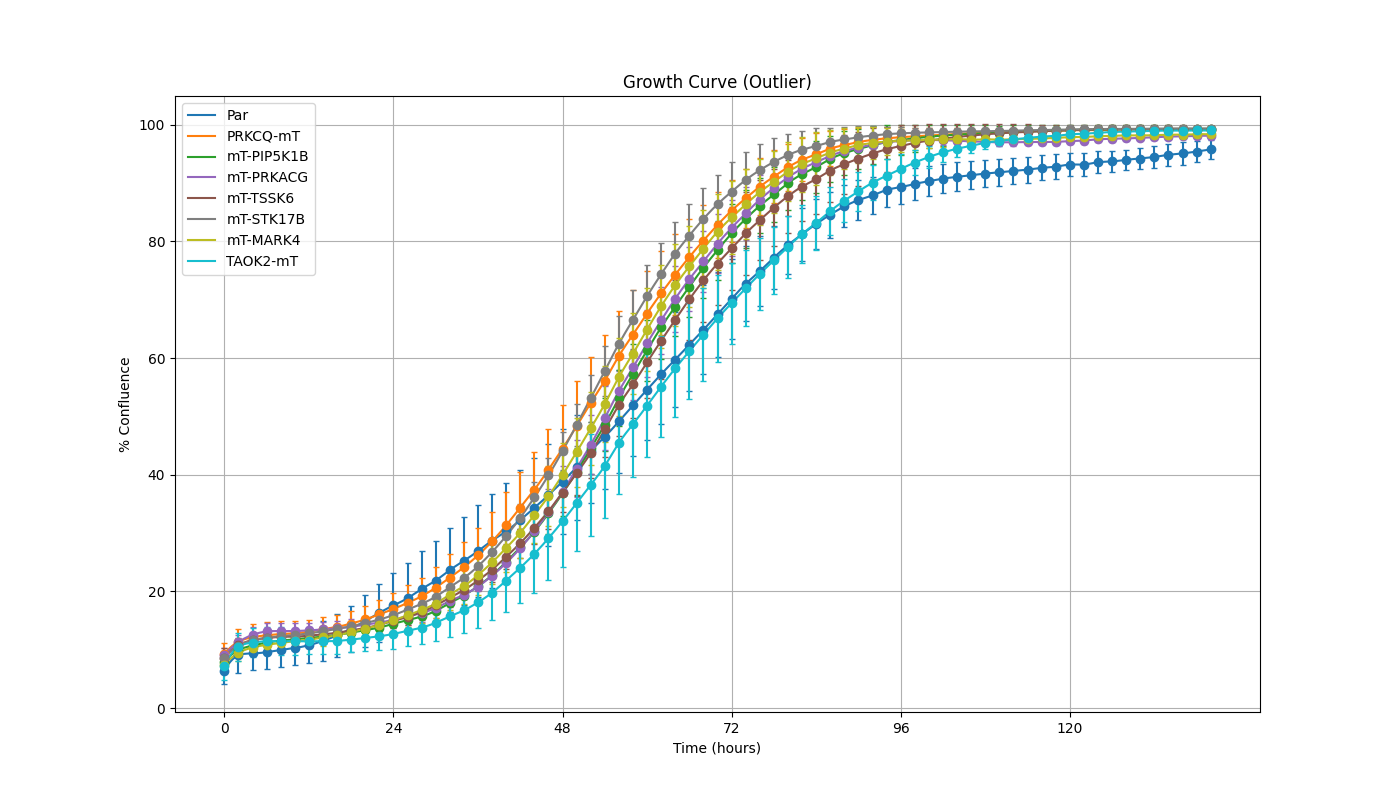 Growth Curve (Outlier)
Par
PRKCQ-mT
mT-PIP5K1B
mT-PRKACG
mT-TSSK6
mT-STK17B
mT-MARK4
TAOK2-mT
% Confluence
100
80
60
40
20
0
0 24 48 72 96 120
Time (hours)